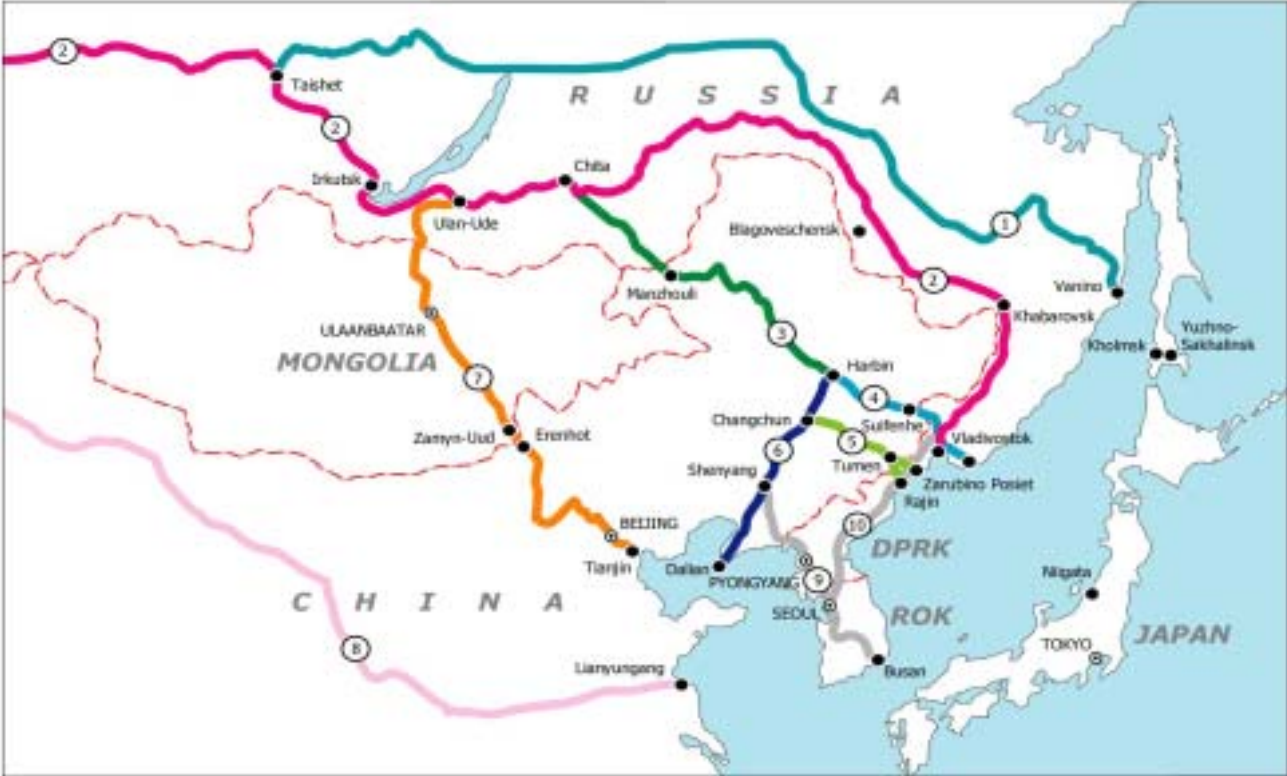 2
Taishet
RUSSIA
2
Irkutsk
Chita
Ulan-Ude
Blagoveschensk
1
2
Vanino
Manzhouli
Khabarovsk
ULAANBAATAR
MONGOLIA
3
Kholmsk
Yuzhno-
Sakhalinsk
7
Harbin
4
Changchun
Suifenhe
Zamyn-Uud
Erenhot
5
Vladivostok
6
Tumen
Shenyang
Zarubino Posiet
Rajin
BEIJING
10
DPRK
Tianjin
Dalian
PYONGYANG
9
Niigata
CHINA
SEOUL
ROK
JAPAN
8
TOKYO
Lianyungang
Busan